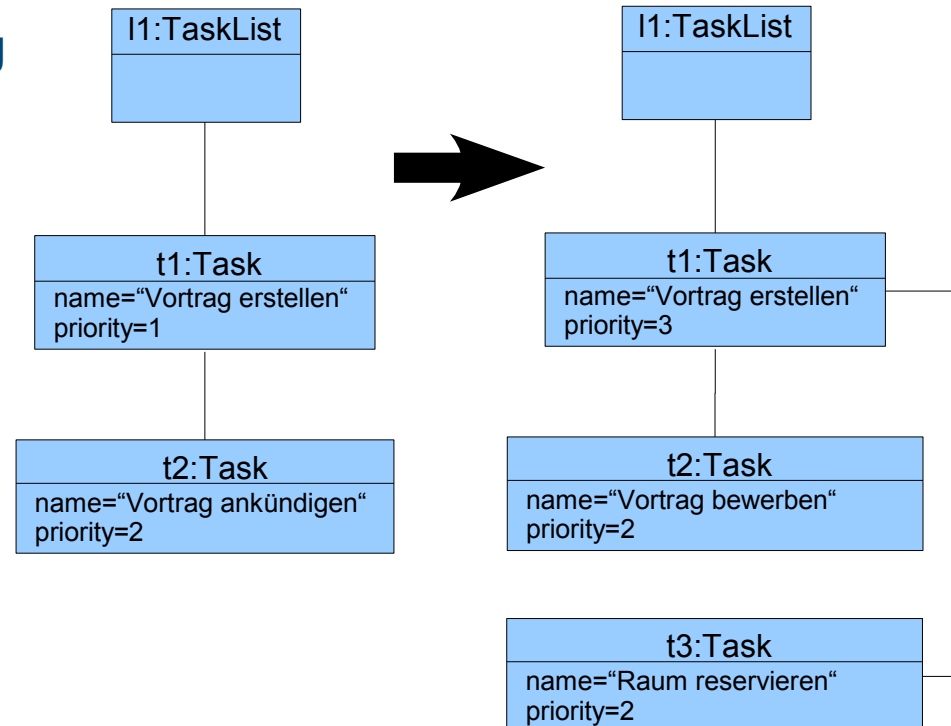 l1:TaskList
t1:Task
name=“Vortrag erstellen“
priority=1
t2:Task
name=“Vortrag ankündigen“
priority=2
l1:TaskList
t1:Task
name=“Vortrag erstellen“
priority=3
t2:Task
name=“Vortrag bewerben“
priority=2
t3:Task
name=“Raum reservieren“
priority=2